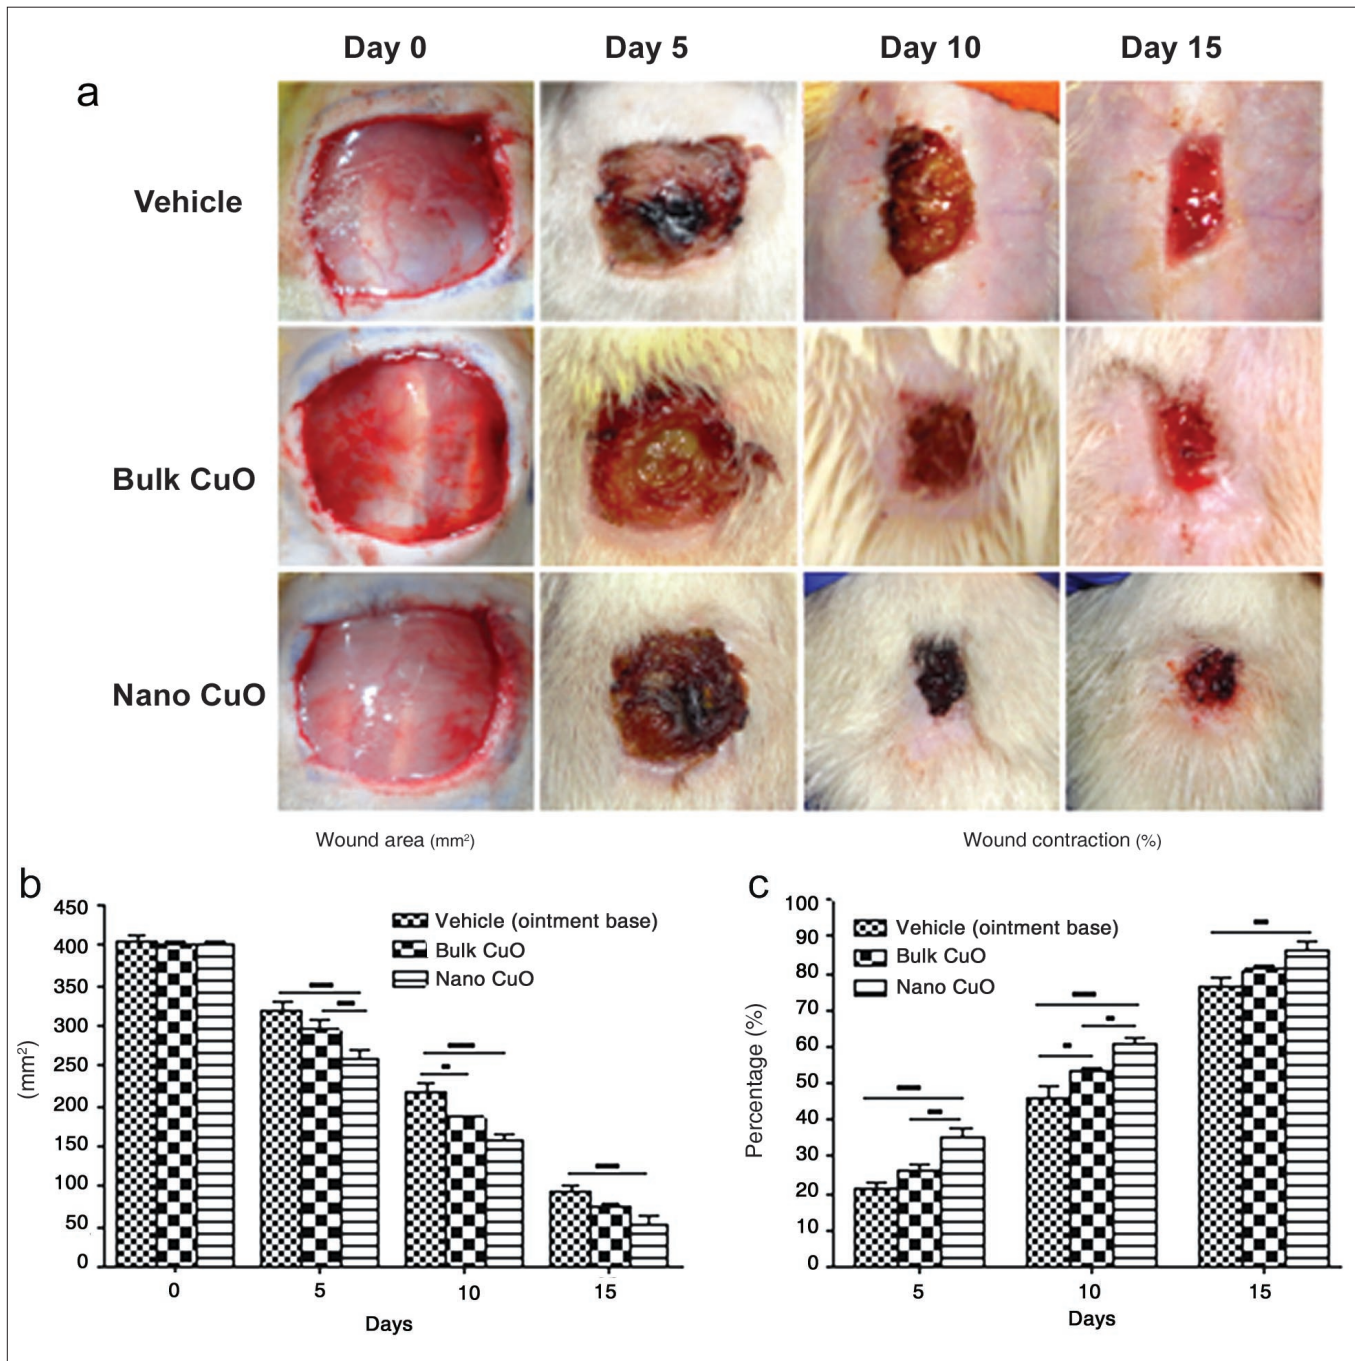 Day 0
Day 5
Day 10
Day 15
a
Vehicle
Bulk CuO
Nano CuO
Wound area (mm²)
Wound contraction (%)
b
450
400
350
300
250
200
150
100
50
0
(mm²)
Vehicle (ointment base)
Bulk CuO
Nano CuO
0
5
10
15
Days
c
100
90
80
70
60
50
40
30
20
10
0
Percentage (%)
Vehicle (ointment base)
Bulk CuO
Nano CuO
5
10
15
Days